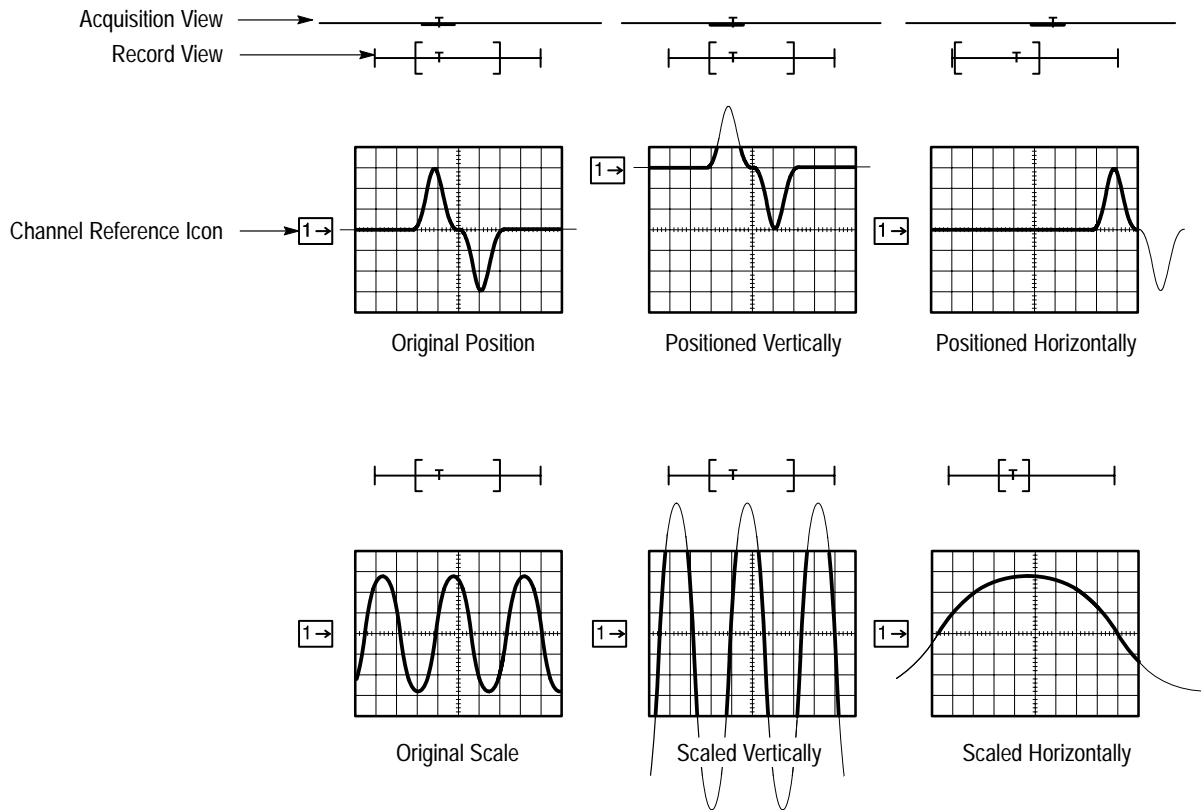 Acquisition View
T T T
Record View
T T T
1→
Channel Reference Icon 1→ 1→
Original Position Positioned Vertically Positioned Horizontally
T T T
1→ 1→ 1→
Original Scale Scaled Vertically Scaled Horizontally